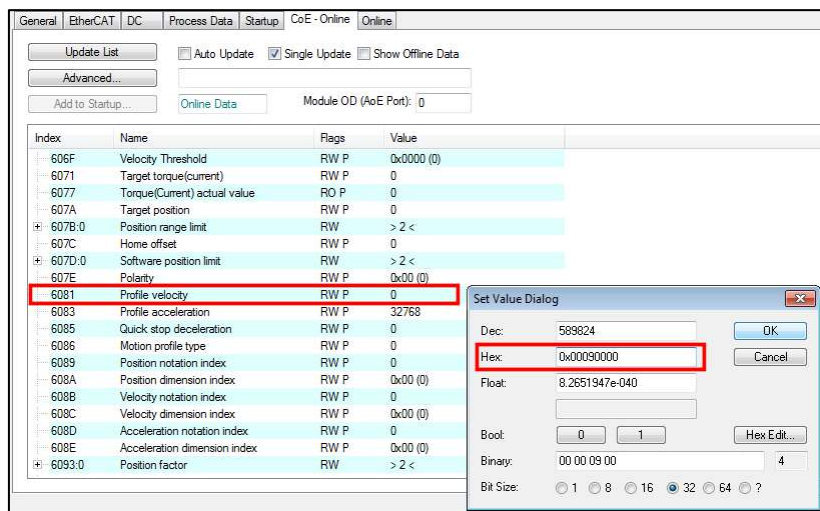 General EtherCAT DC Process Data Startup CoE - Online Online
Update List Auto Update Single Update Show Offline Data
Advanced...
Add to Startup... Online Data Module OD (AoE Port): 0
Index Name Flags Value
606F Velocity Threshold RW P 0x0000 (0)
6071 Target torque(current) RW P 0
6077 Torque(Current) actual value RO P 0
607A Target position RW P 0
607B:0 Position range limit RW > 2 <
607C Home offset RW P 0
607D:0 Software position limit RW > 2 <
607E Polarity RW P 0x00 (0)
6081 Profile velocity RW P 0
6083 Profile acceleration RW P 32768
6085 Quick stop deceleration RW P 0
6086 Motion profile type RW P 0
6089 Position notation index RW P 0
608A Position dimension index RW P 0x00 (0)
608B Velocity notation index RW P 0
608C Velocity dimension index RW P 0x00 (0)
608D Acceleration notation index RW P 0
608E Acceleration dimension index RW P 0x00 (0)
6093:0 Position factor RW > 2 <
Set Value Dialog
Dec: 589824 OK
Hex: 0x00090000 Cancel
Float: 8.2651947e-040
Bool: 0 1 Hex Edit...
Binary: 00 00 09 00 4
Bit Size: 1 8 16 32 64 ?